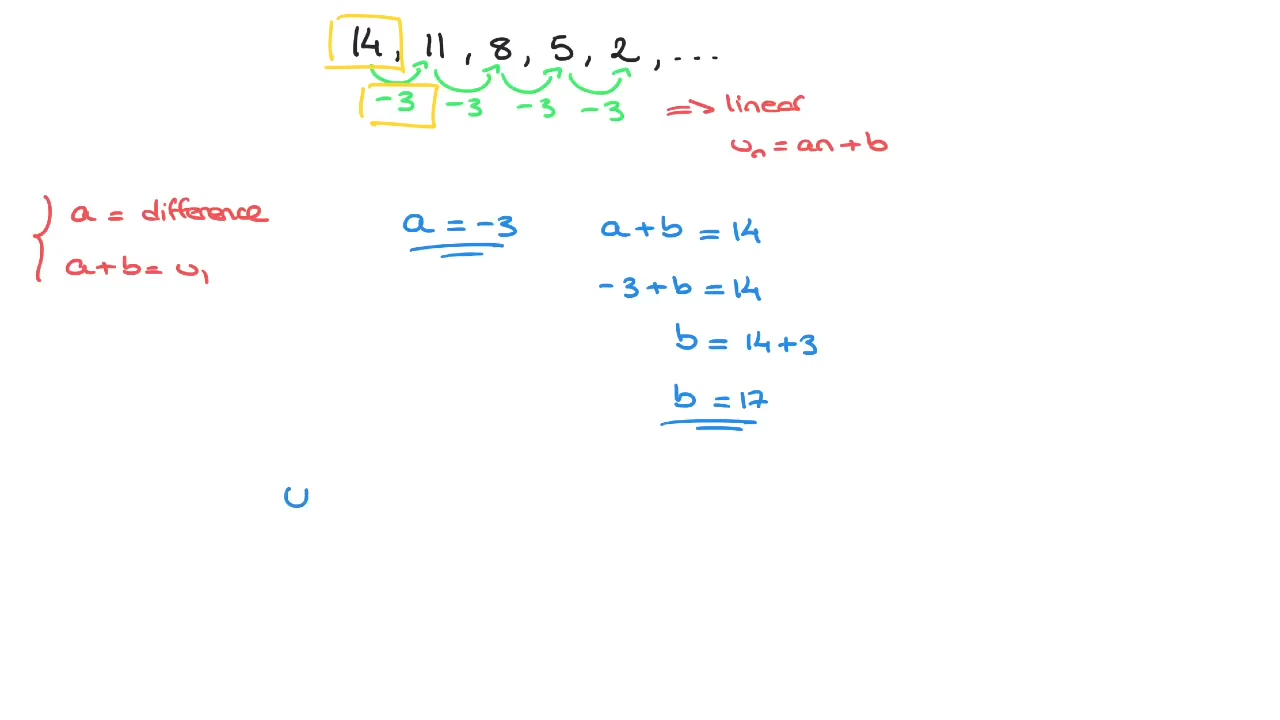 14, 11, 8, 5, 2, ...
-3 -3 -3 -3
=> linear
uₙ = an + b
a = difference
a + b = u₁
a = -3
a + b = 14
-3 + b = 14
b = 14 + 3
b = 17
u